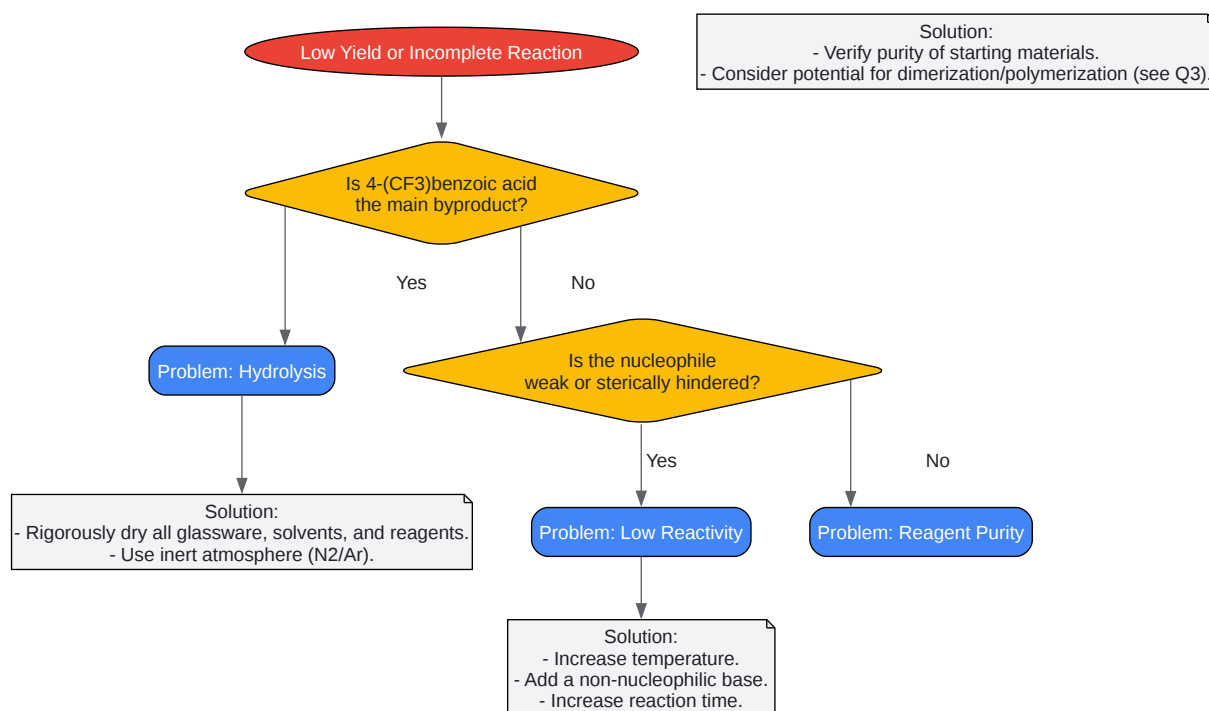 Low Yield or Incomplete Reaction
Solution:
- Verify purity of starting materials.
- Consider potential for dimerization/polymerization (see Q3).
Is 4-(CF3)benzoic acid
the main byproduct?
Yes
No
Problem: Hydrolysis
Is the nucleophile
weak or sterically hindered?
Yes
No
Solution:
- Rigorously dry all glassware, solvents, and reagents.
- Use inert atmosphere (N2/Ar).
Problem: Low Reactivity
Problem: Reagent Purity
Solution:
- Increase temperature.
- Add a non-nucleophilic base.
- Increase reaction time.